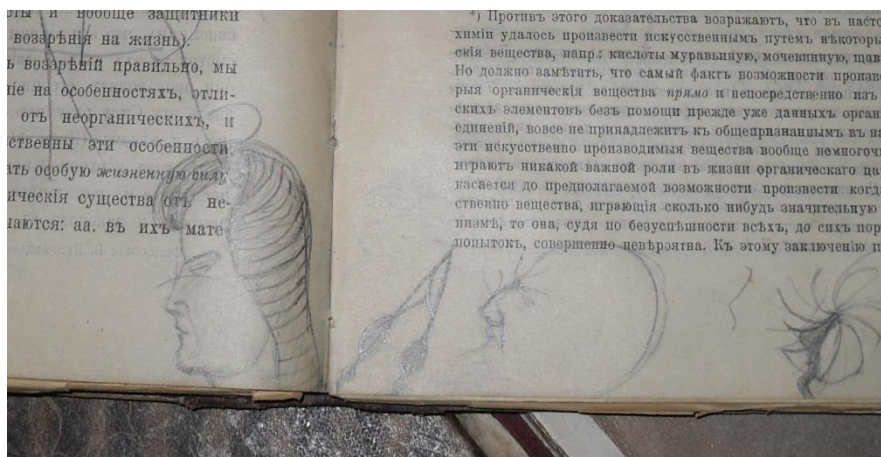 и вообще защитники
воззрѣнія на жизнь).
воззрѣній правильно, мы
ніе на особенностяхъ, отли-
отъ неорганическихъ, и
ственны эти особенности
ать особую жизненную силу
ическія существа отъ не-
чаются: аа. въ ихъ мате-
*) Противъ этого доказательства возражаютъ, что въ насто
химіи удалось произвести искусственнымъ путемъ нѣкоторы
скія вещества, напр.: кислоты муравьиную, мочевинную, щав
Но должно замѣтить, что самый фактъ возможности произв
рыя органическія вещества прямо и непосредственно изъ
скихъ элементовъ безъ помощи прежде уже данныхъ орган
единеній, вовсе не принадлежитъ къ общепризнаннымъ въ на
эти искусственно производимыя вещества вообще немногоч
играютъ никакой важной роли въ жизни органическаго ца
касается до предполагаемой возможности произвести когд
ственно вещества, играющія сколько нибудь значительную
низмѣ, то она, судя по безуспѣшности всѣхъ, до сихъ пор
попытокъ, совершенно невѣроятна. Къ этому заключенію п